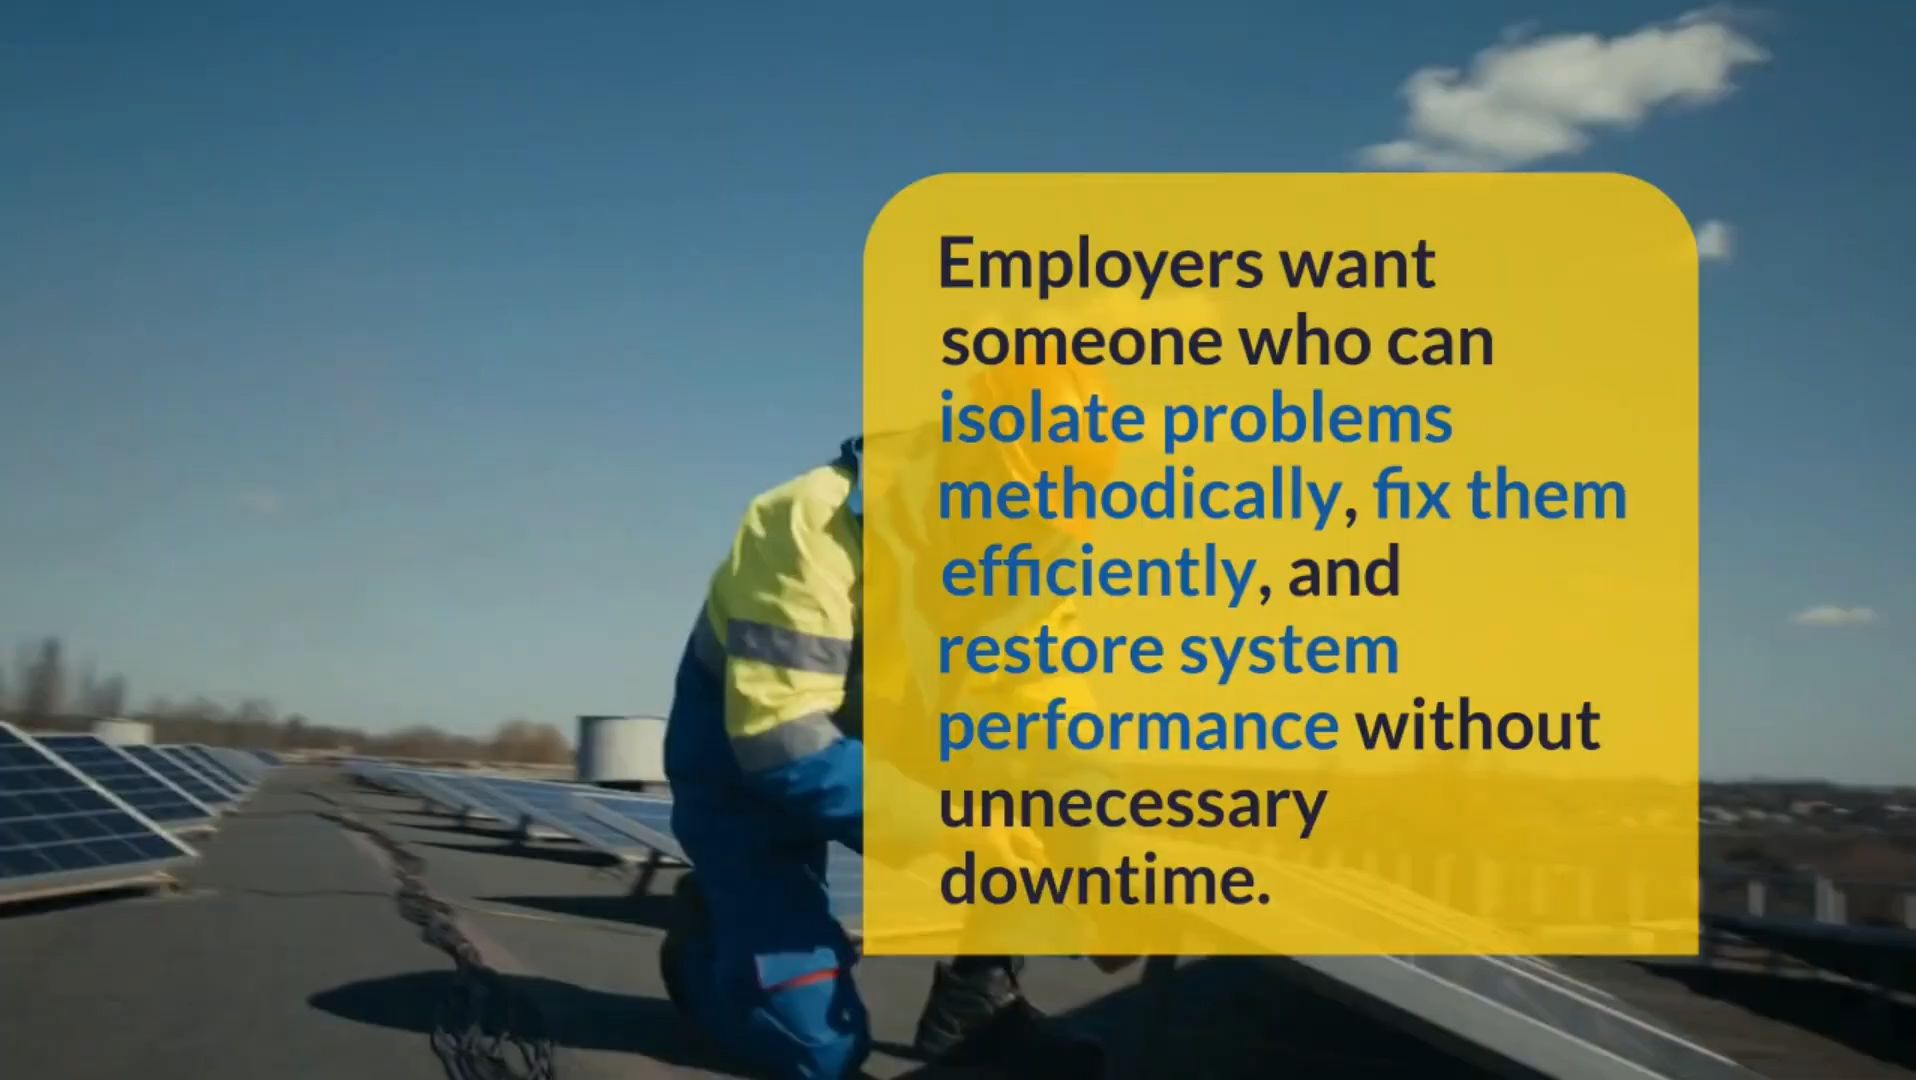 Employers want
someone who can
isolate problems
methodically, fix them
efficiently, and
restore system
performance without
unnecessary
downtime.